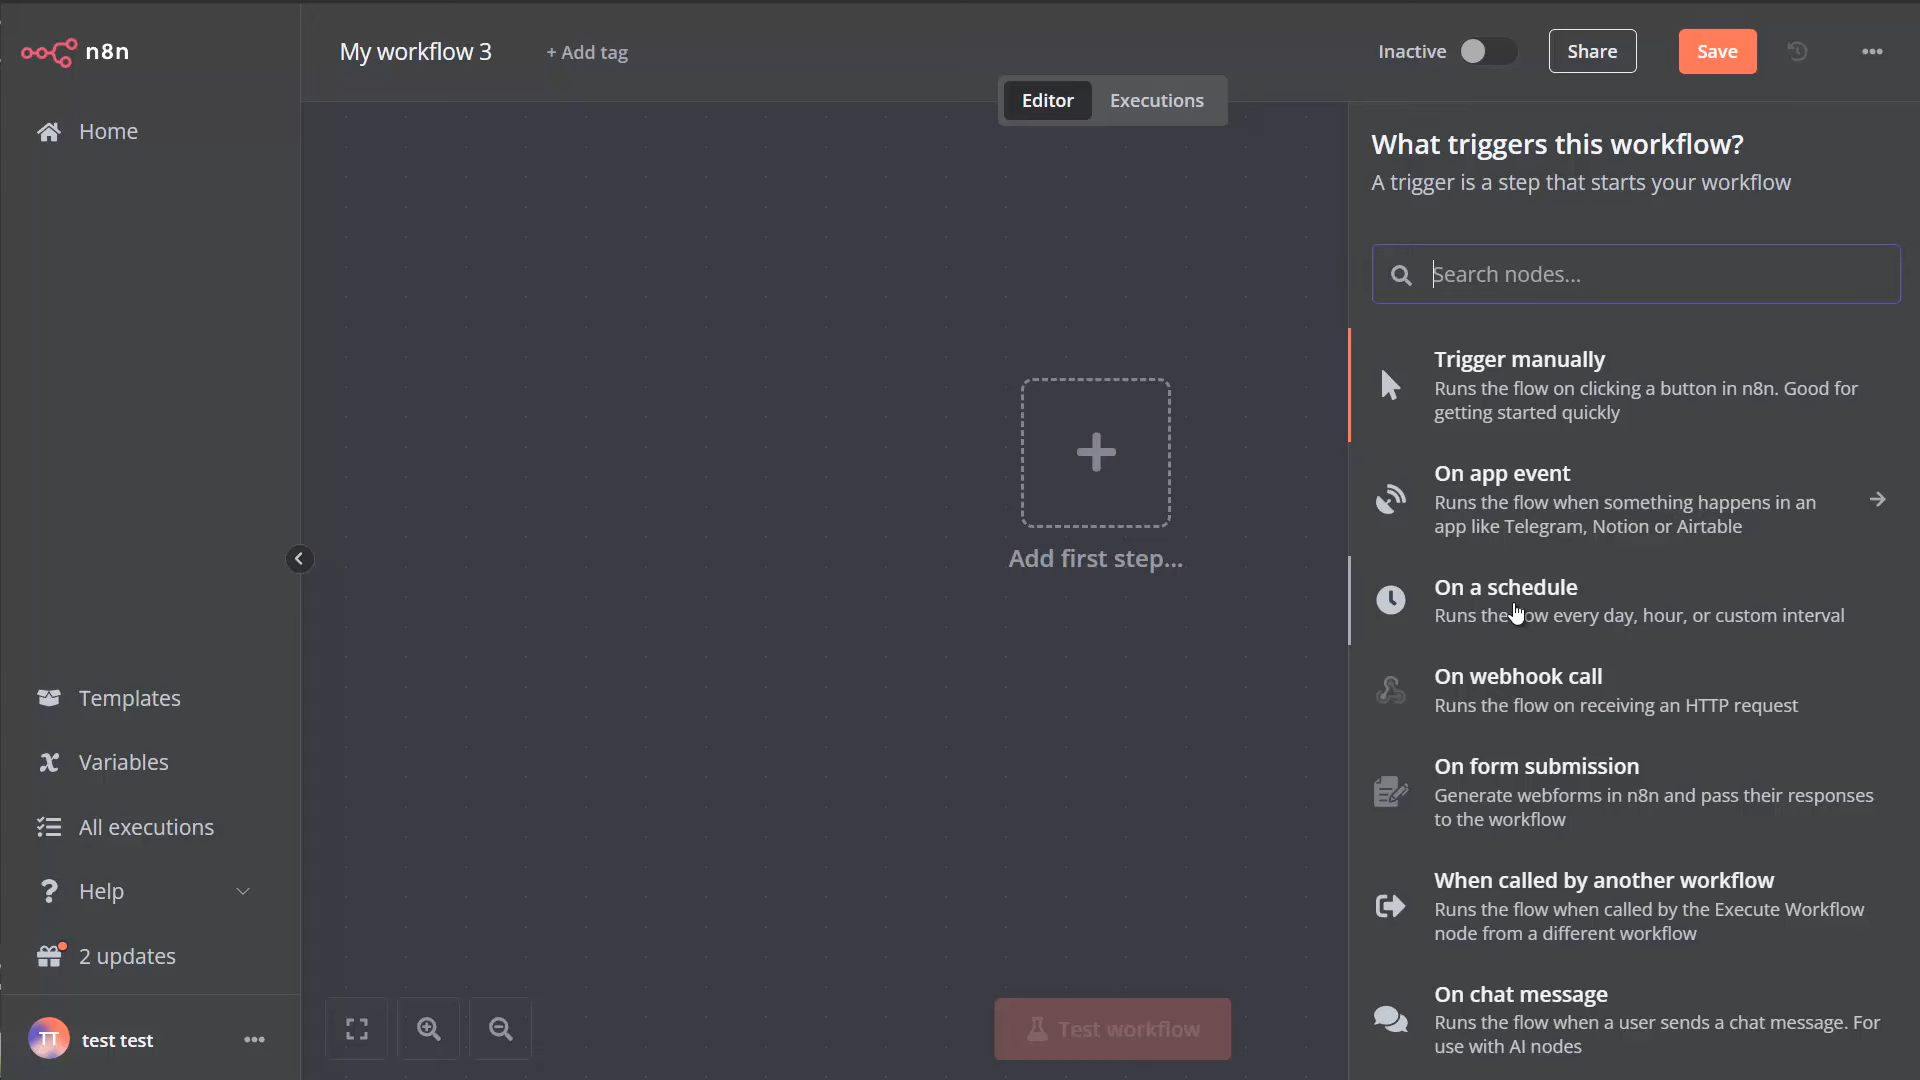 n8n
My workflow 3
+ Add tag
Inactive
Share
Save
Editor
Executions
Home
What triggers this workflow?
A trigger is a step that starts your workflow
Search nodes...
Trigger manually
Runs the flow on clicking a button in n8n. Good for
getting started quickly
On app event
Runs the flow when something happens in an
app like Telegram, Notion or Airtable
Add first step...
On a schedule
Runs the ow every day, hour, or custom interval
On webhook call
Runs the flow on receiving an HTTP request
On form submission
Generate webforms in n8n and pass their responses
to the workflow
When called by another workflow
Runs the flow when called by the Execute Workflow
node from a different workflow
On chat message
Runs the flow when a user sends a chat message. For
use with AI nodes
Templates
Variables
All executions
Help
2 updates
TT
test test
Test workflow